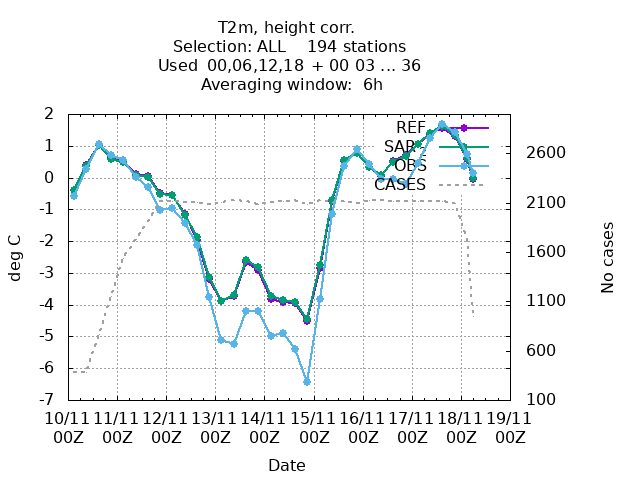 T2m, height corr.
Selection: ALL    194 stations
Used  00,06,12,18  + 00 03 ... 36
Averaging window:  6h
REF
SAPP
OBS
CASES
2
1
0
-1
-2
-3
-4
-5
-6
-7
2600
2100
1600
1100
600
100
deg C
No cases
10/11 11/11 12/11 13/11 14/11 15/11 16/11 17/11 18/11 19/11
00Z 00Z 00Z 00Z 00Z 00Z 00Z 00Z 00Z 00Z
Date